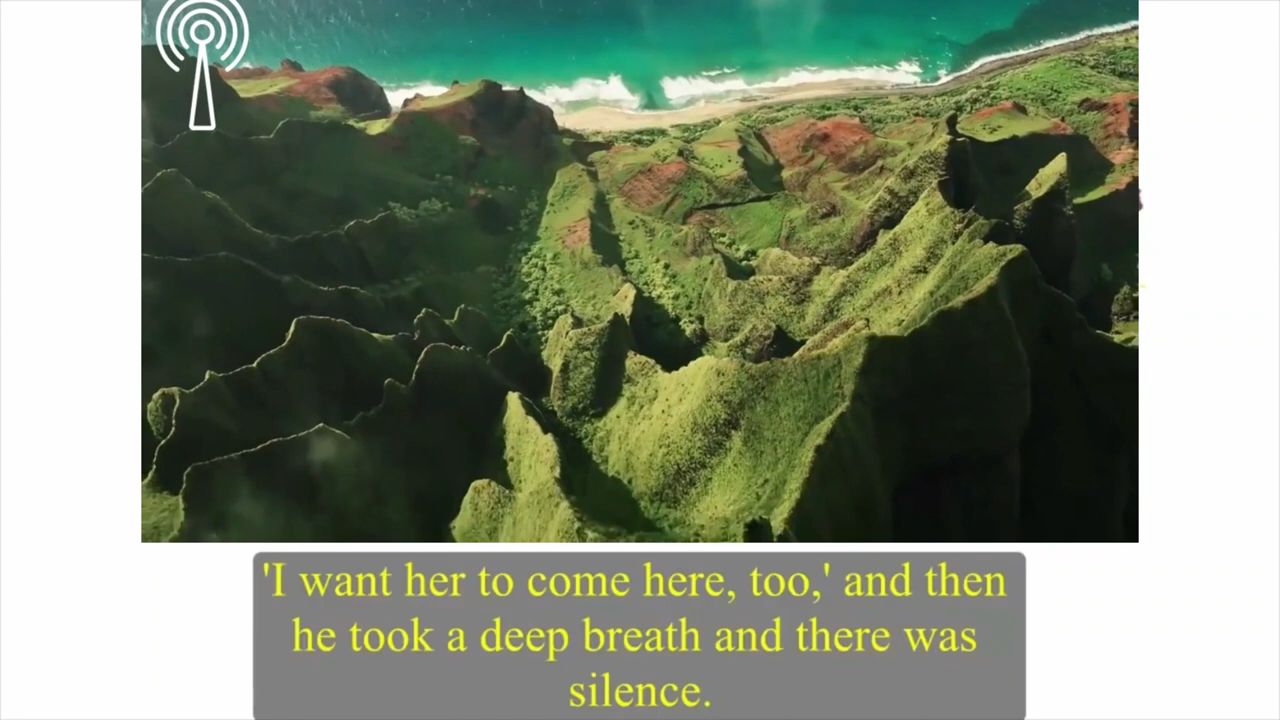 'I want her to come here, too,' and then
he took a deep breath and there was
silence.